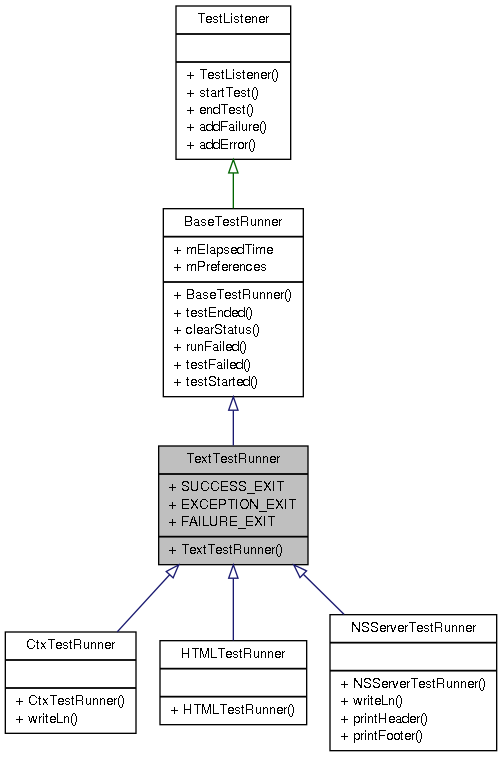 TestListener
+ TestListener()
+ startTest()
+ endTest()
+ addFailure()
+ addError()
BaseTestRunner
+ mElapsedTime
+ mPreferences
+ BaseTestRunner()
+ testEnded()
+ clearStatus()
+ runFailed()
+ testFailed()
+ testStarted()
TextTestRunner
+ SUCCESS_EXIT
+ EXCEPTION_EXIT
+ FAILURE_EXIT
+ TextTestRunner()
CtxTestRunner
+ CtxTestRunner()
+ writeLn()
HTMLTestRunner
+ HTMLTestRunner()
NSServerTestRunner
+ NSServerTestRunner()
+ writeLn()
+ printHeader()
+ printFooter()